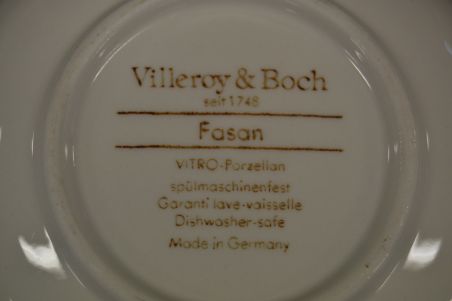 Villeroy & Boch
seit 1748
Fasan
VITRO-Porzellan
spülmaschinenfest
Garanti lave-vaisselle
Dishwasher-safe
Made in Germany